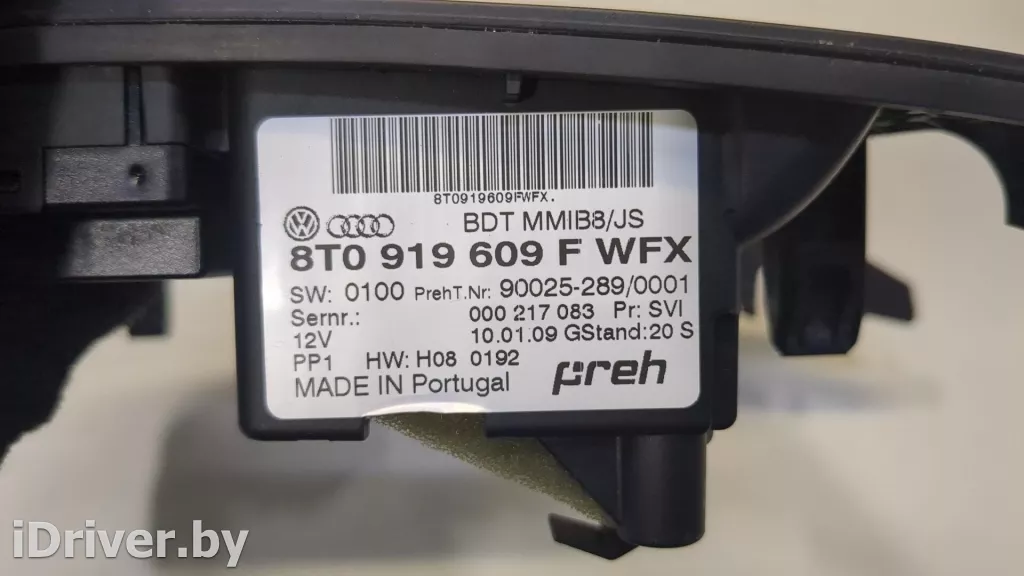 8T0919609FWFX.
BDT MMIB8/JS
8T0 919 609 F WFX
SW: 0100 PrehT.Nr: 90025-289/0001
Sernr.: 000 217 083 Pr: SVI
12V 10.01.09 GStand: 20 S
PP1 HW: H08 0192
MADE IN Portugal preh
iDriver.by